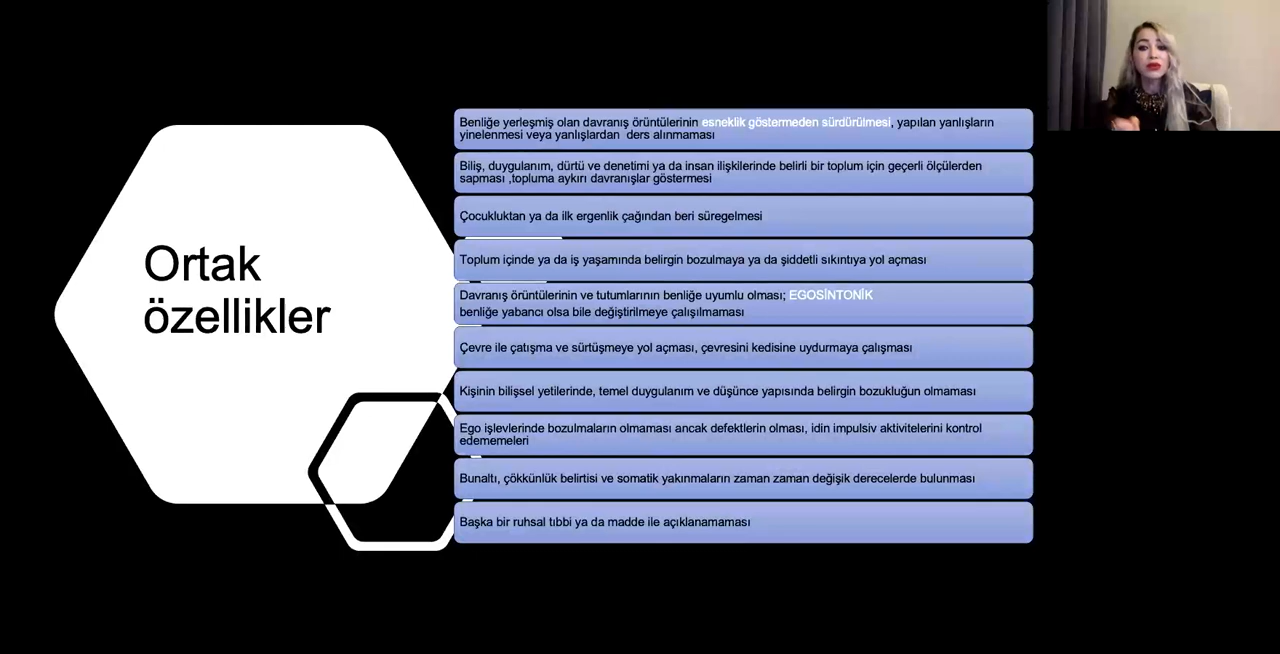 Ortak
özellikler
Benliğe yerleşmiş olan davranış örüntülerinin esneklik göstermeden sürdürülmesi, yapılan yanlışların
yinelenmesi veya yanlışlardan ders alınmaması
Biliş, duygulanım, dürtü ve denetimi ya da insan ilişkilerinde belirli bir toplum için geçerli ölçülerden
sapması ,topluma aykırı davranışlar göstermesi
Çocukluktan ya da ilk ergenlik çağından beri süregelmesi
Toplum içinde ya da iş yaşamında belirgin bozulmaya ya da şiddetli sıkıntıya yol açması
Davranış örüntülerinin ve tutumlarının benliğe uyumlu olması; EGOSİNTONİK
benliğe yabancı olsa bile değiştirilmeye çalışılmaması
Çevre ile çatışma ve sürtüşmeye yol açması, çevresini kedisine uydurmaya çalışması
Kişinin bilişsel yetilerinde, temel duygulanım ve düşünce yapısında belirgin bozukluğun olmaması
Ego işlevlerinde bozulmaların olmaması ancak defektlerin olması, idin impulsiv aktivitelerini kontrol
edememeleri
Bunaltı, çökkünlük belirtisi ve somatik yakınmaların zaman zaman değişik derecelerde bulunması
Başka bir ruhsal tıbbi ya da madde ile açıklanamaması